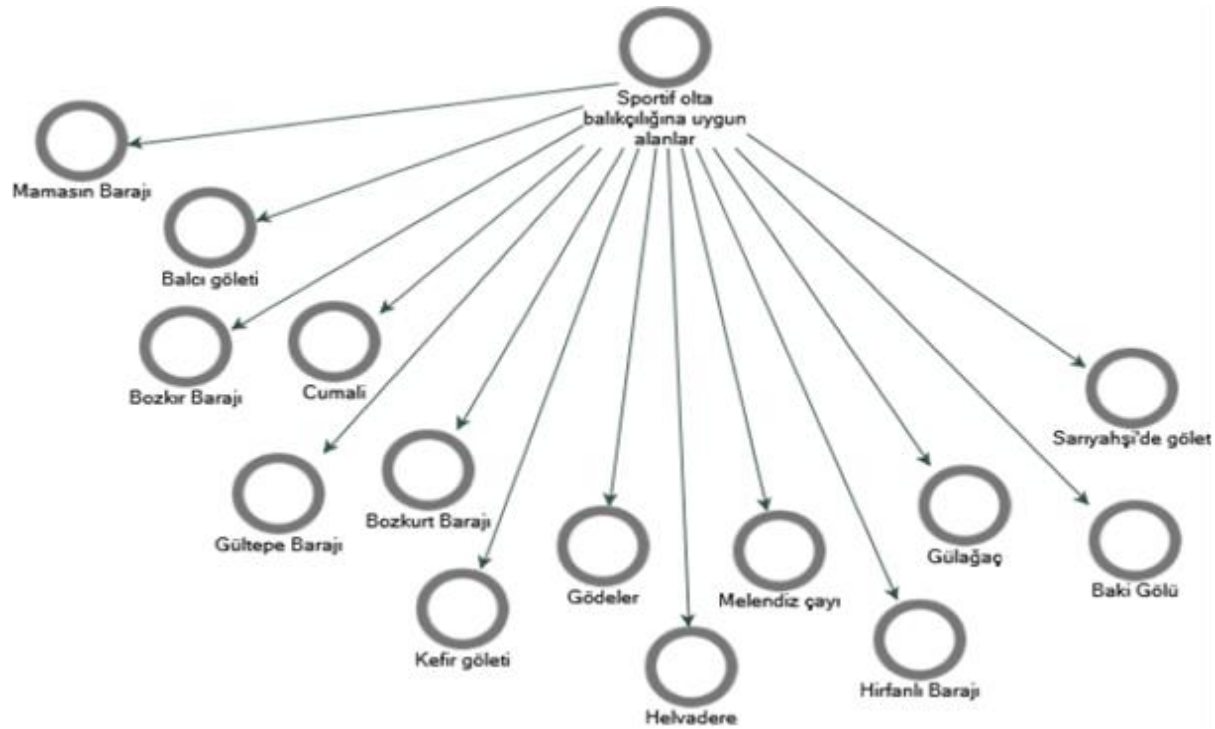 Sportif olta
balıkçılığına uygun
alanlar
Mamasın Barajı
Balcı göleti
Bozkır Barajı
Cumali
Sarıyahşi'de gölet
Gültepe Barajı
Bozkurt Barajı
Gülağaç
Baki Gölü
Gödeler
Melendiz çayı
Kefir göleti
Hirfanlı Barajı
Helvadere